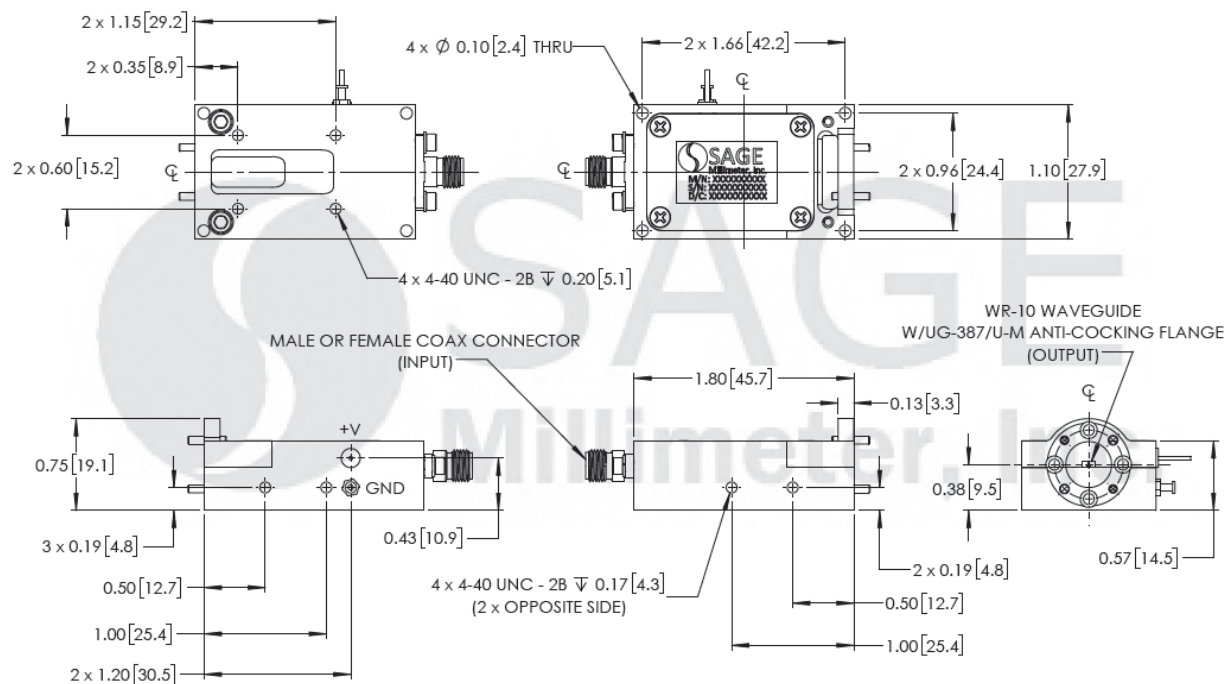 2 x 1.15[29.2]
2 x 0.35[8.9]
4 x Ø 0.10[2.4] THRU
2 x 1.66[42.2]
℄
2 x 0.60[15.2]
℄
℄
SAGE
Millimeter, Inc.
M/N: XXXXXXXXXX
S/N: XXXXXXXXXX
D/C: XXXXXXXXXX
2 x 0.96[24.4]
1.10[27.9]
4 x 4-40 UNC - 2B ↧ 0.20[5.1]
SAGE
Millimeter, Inc
MALE OR FEMALE COAX CONNECTOR
(INPUT)
WR-10 WAVEGUIDE
W/UG-387/U-M ANTI-COCKING FLANGE
(OUTPUT)
℄
1.80[45.7]
0.13[3.3]
+V
GND
0.75[19.1]
0.38[9.5]
3 x 0.19[4.8]
0.43[10.9]
0.57[14.5]
0.50[12.7]
4 x 4-40 UNC - 2B ↧ 0.17[4.3]
(2 x OPPOSITE SIDE)
2 x 0.19[4.8]
0.50[12.7]
1.00[25.4]
1.00[25.4]
2 x 1.20[30.5]